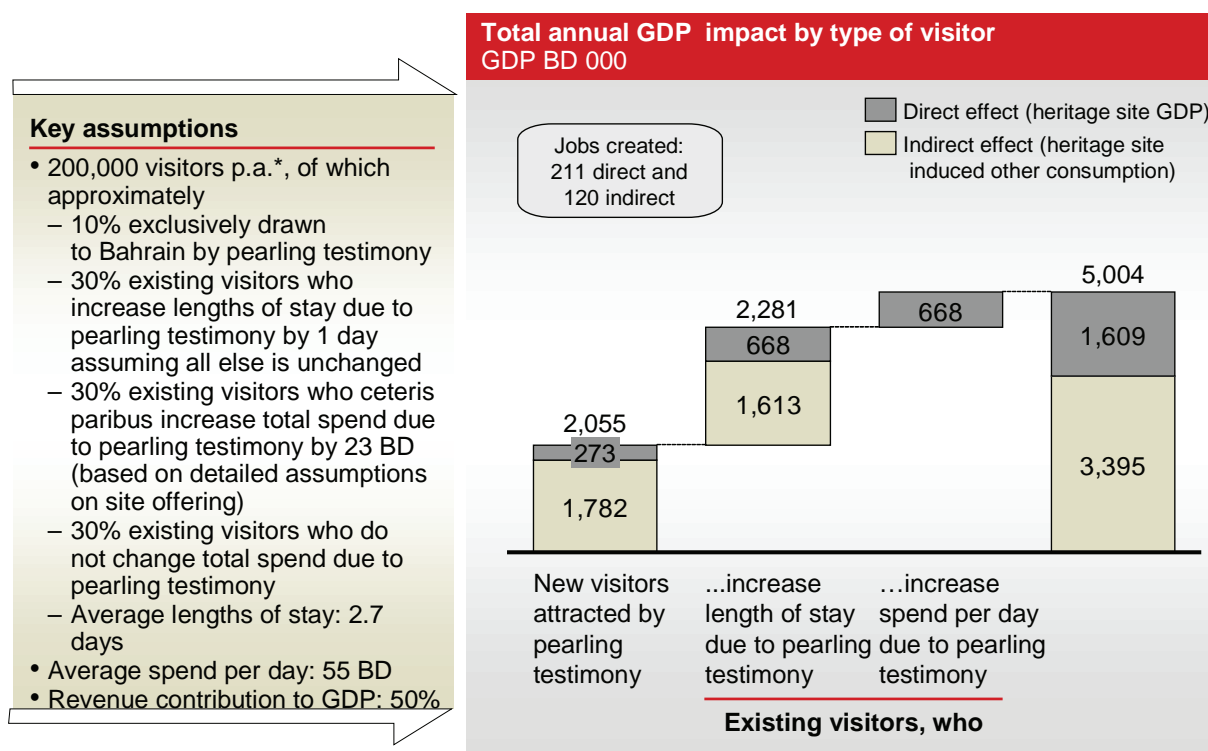 Key assumptions
• 200,000 visitors p.a.*, of which
approximately
– 10% exclusively drawn
to Bahrain by pearling testimony
– 30% existing visitors who
increase lengths of stay due to
pearling testimony by 1 day
assuming all else is unchanged
– 30% existing visitors who ceteris
paribus increase total spend due
to pearling testimony by 23 BD
(based on detailed assumptions
on site offering)
– 30% existing visitors who do
not change total spend due to
pearling testimony
– Average lengths of stay: 2.7
days
• Average spend per day: 55 BD
• Revenue contribution to GDP: 50%
Total annual GDP impact by type of visitor
GDP BD 000
Direct effect (heritage site GDP)
Indirect effect (heritage site
induced other consumption)
Jobs created:
211 direct and
120 indirect
2,055
273
1,782
2,281
668
1,613
668
5,004
1,609
3,395
New visitors
attracted by
pearling
testimony
...increase
length of stay
due to pearling
testimony
…increase
spend per day
due to pearling
testimony
Existing visitors, who